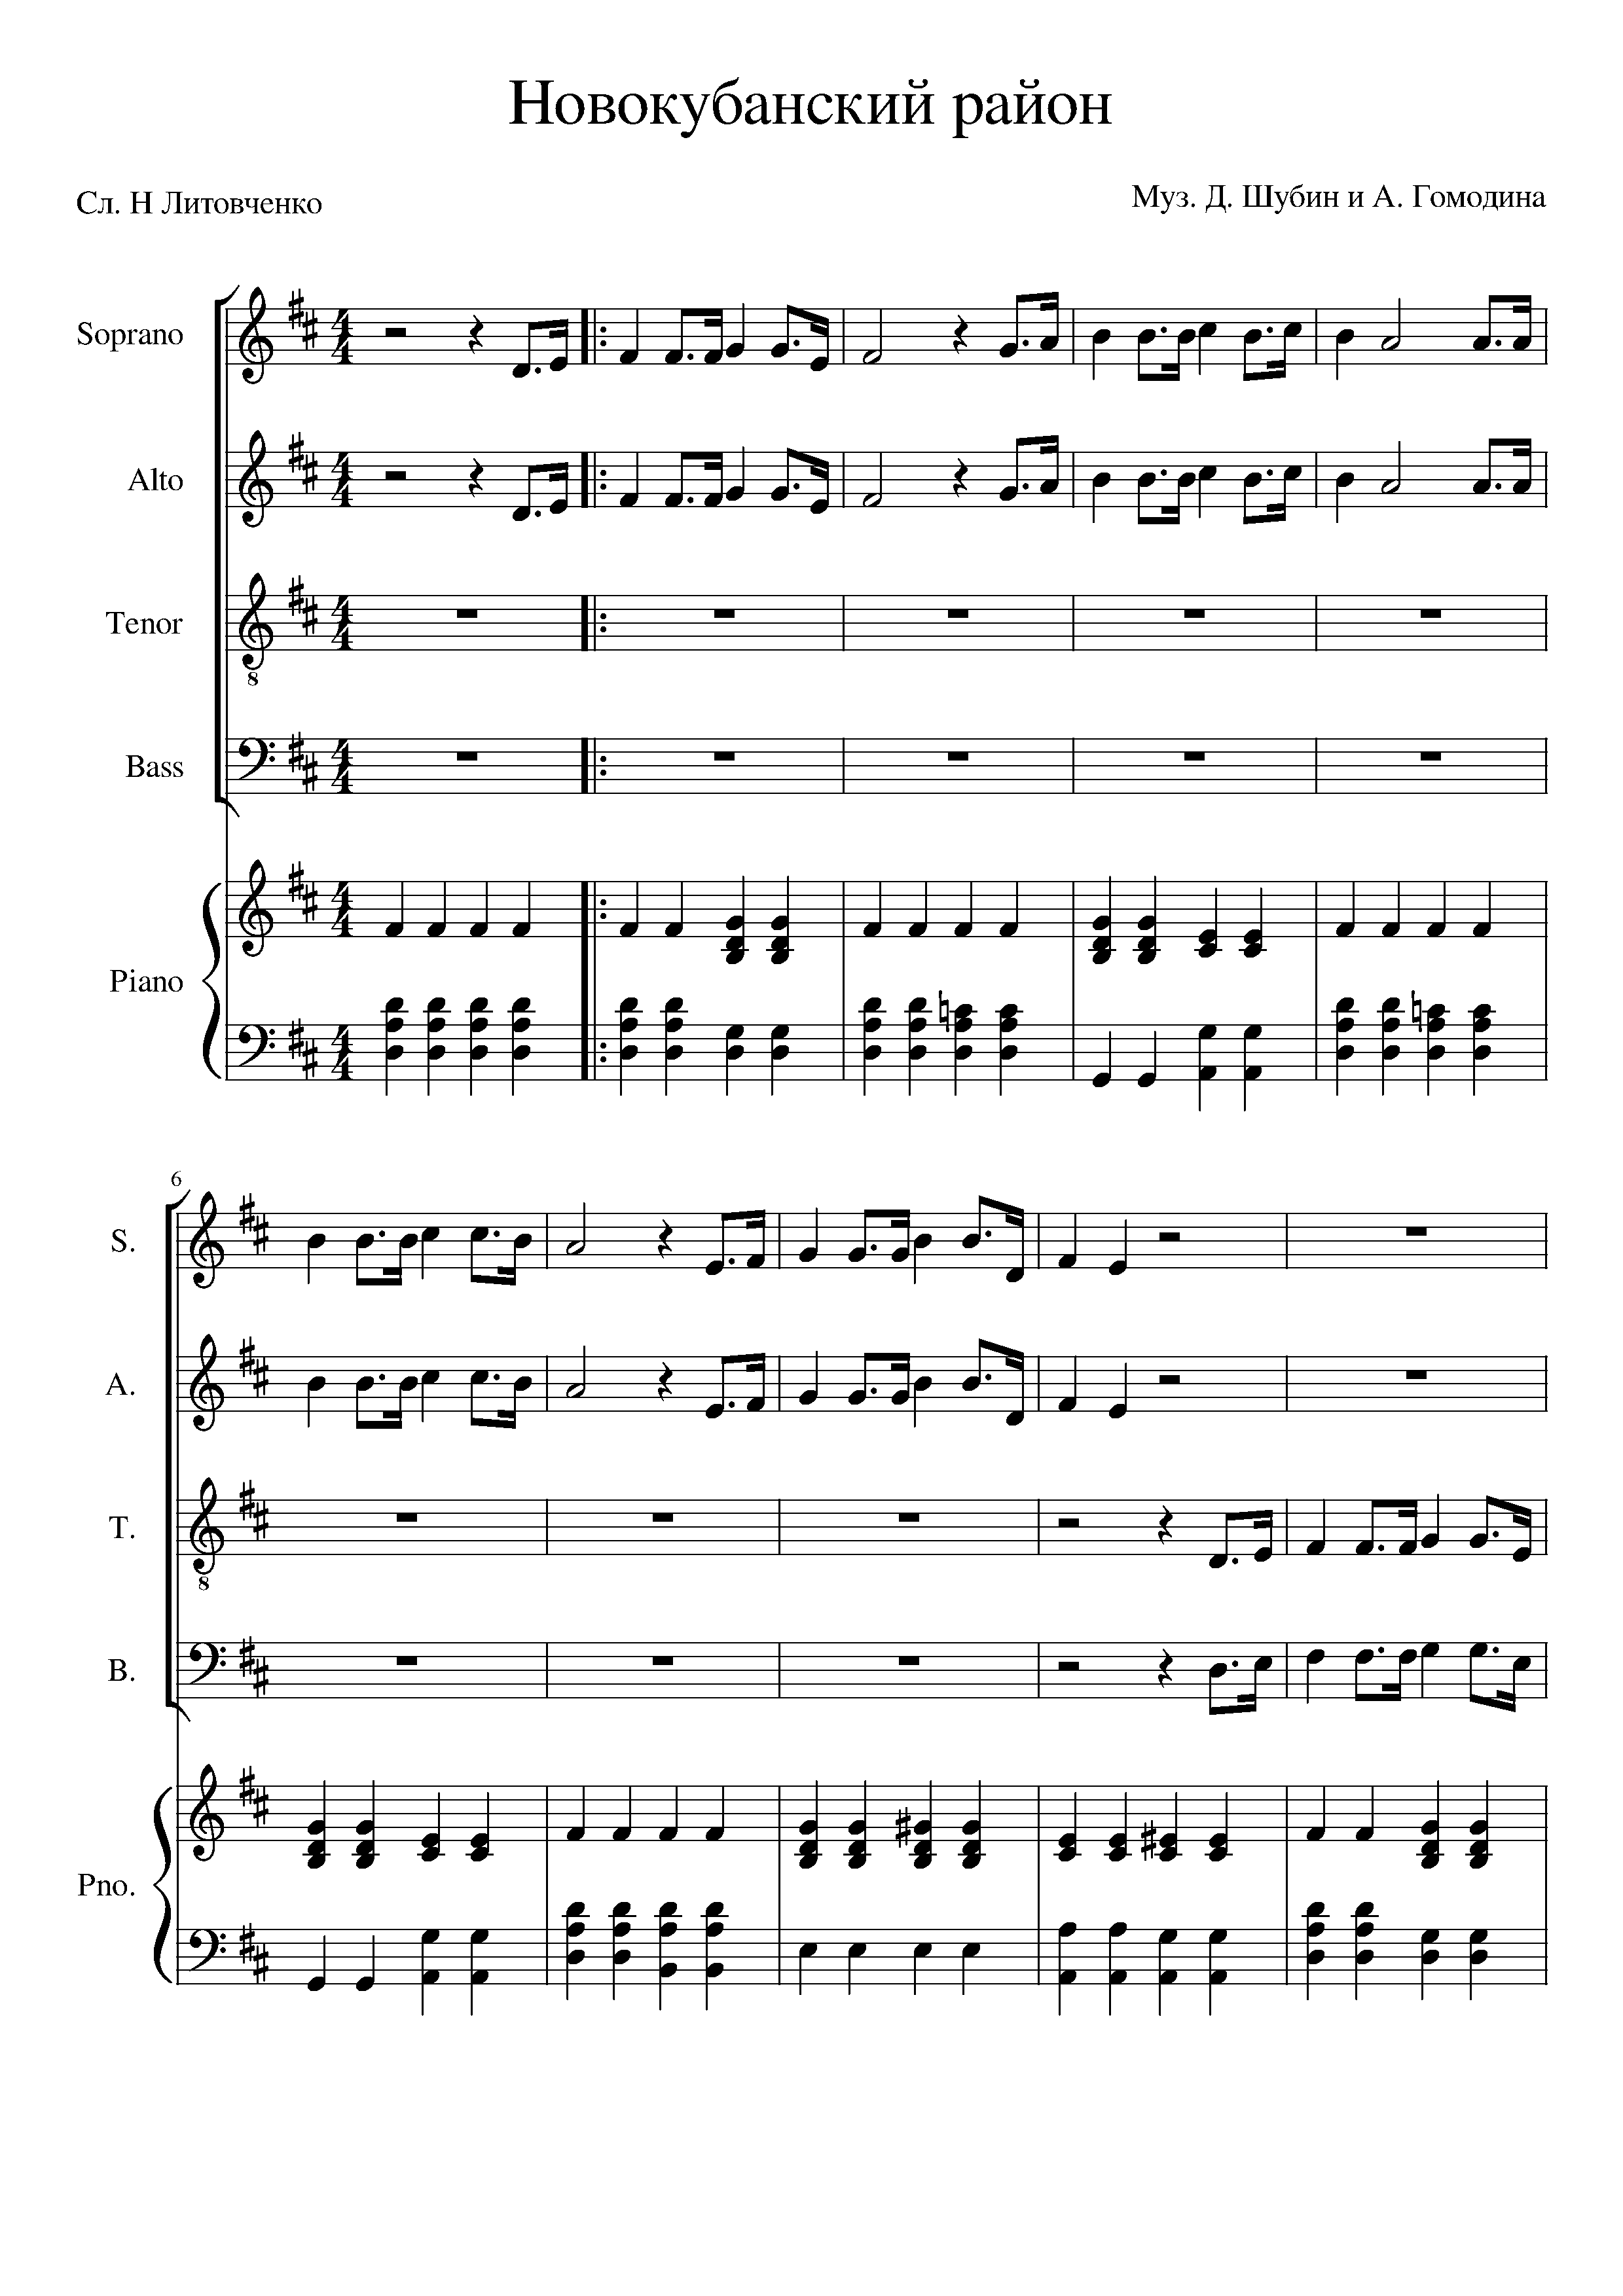 Новокубанский район
Сл. Н Литовченко
Муз. Д. Шубин и А. Гомодина
Soprano
Alto
Tenor
Bass
Piano
6
S.
A.
T.
B.
Pno.